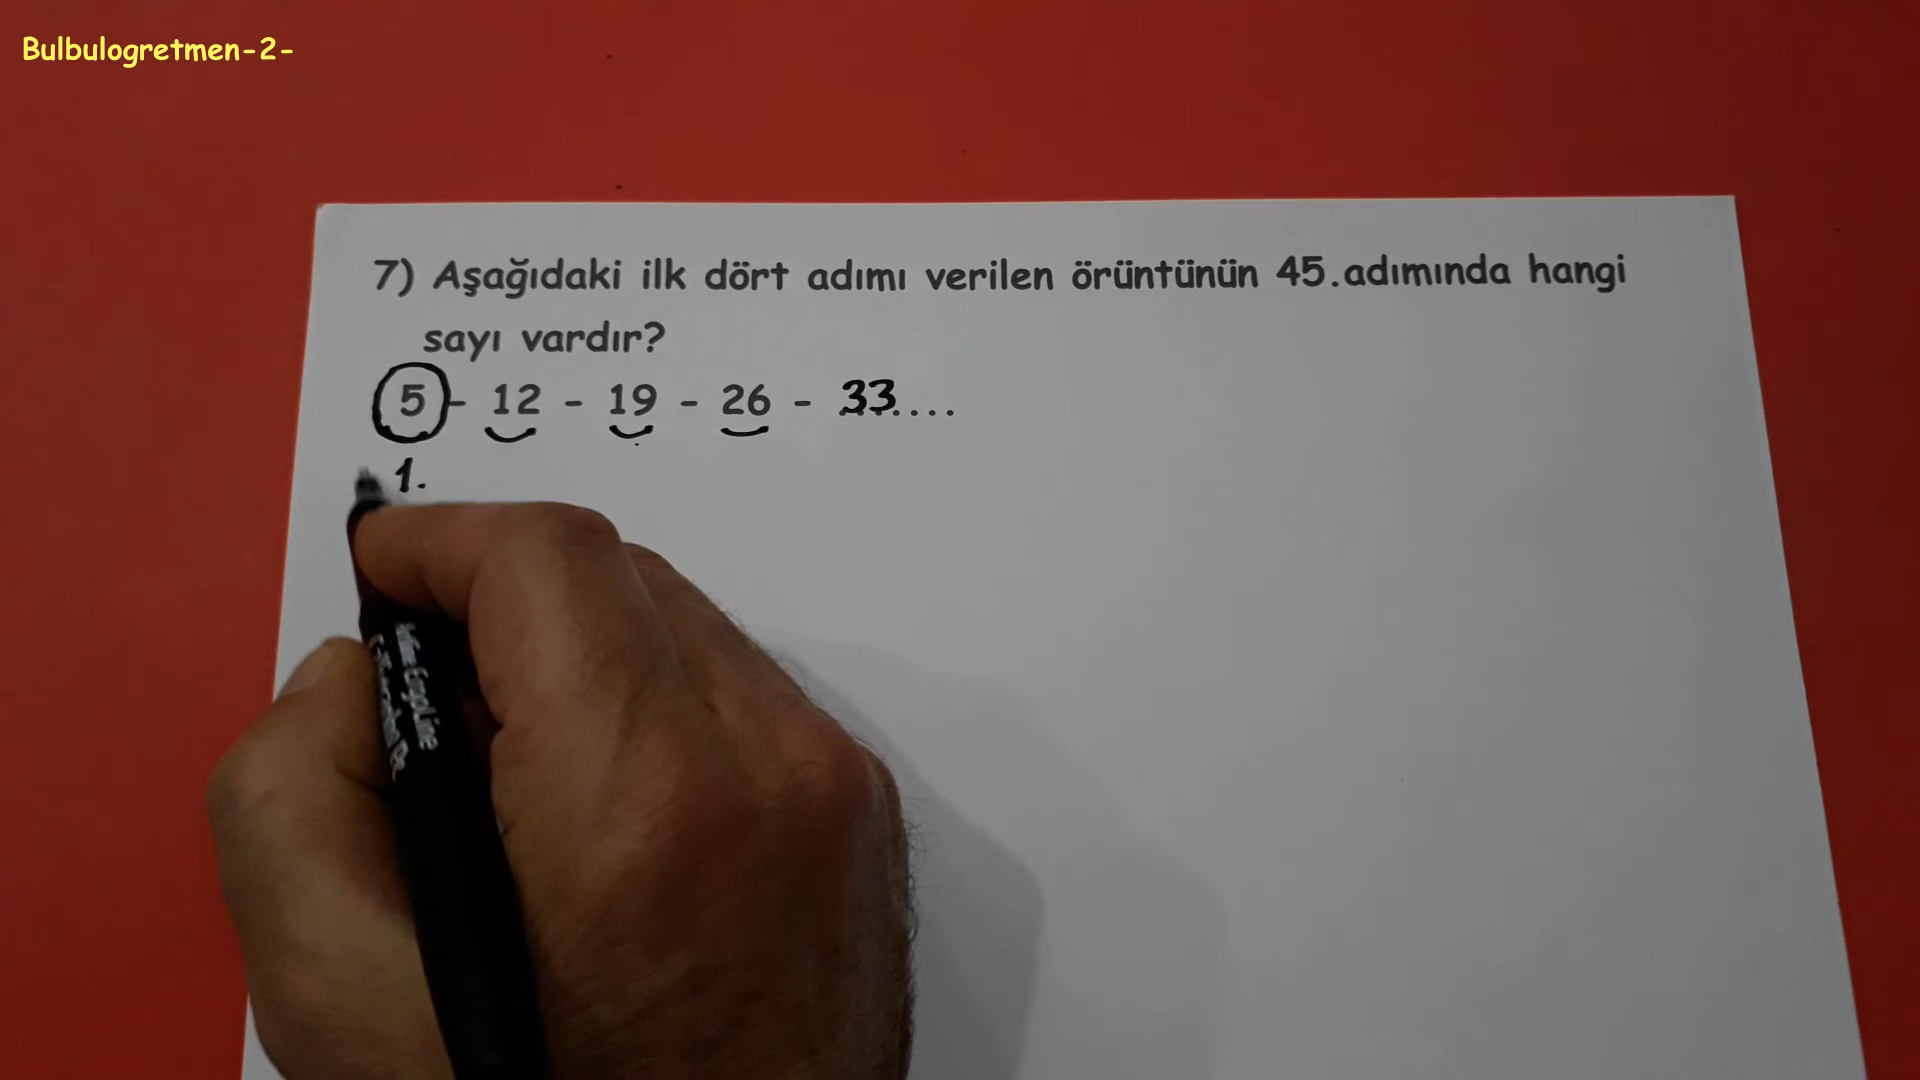 Bulbulogretmen-2-
7) Aşağıdaki ilk dört adımı verilen örüntünün 45.adımında hangi
sayı vardır?
5 - 12 - 19 - 26 - 33....
1.